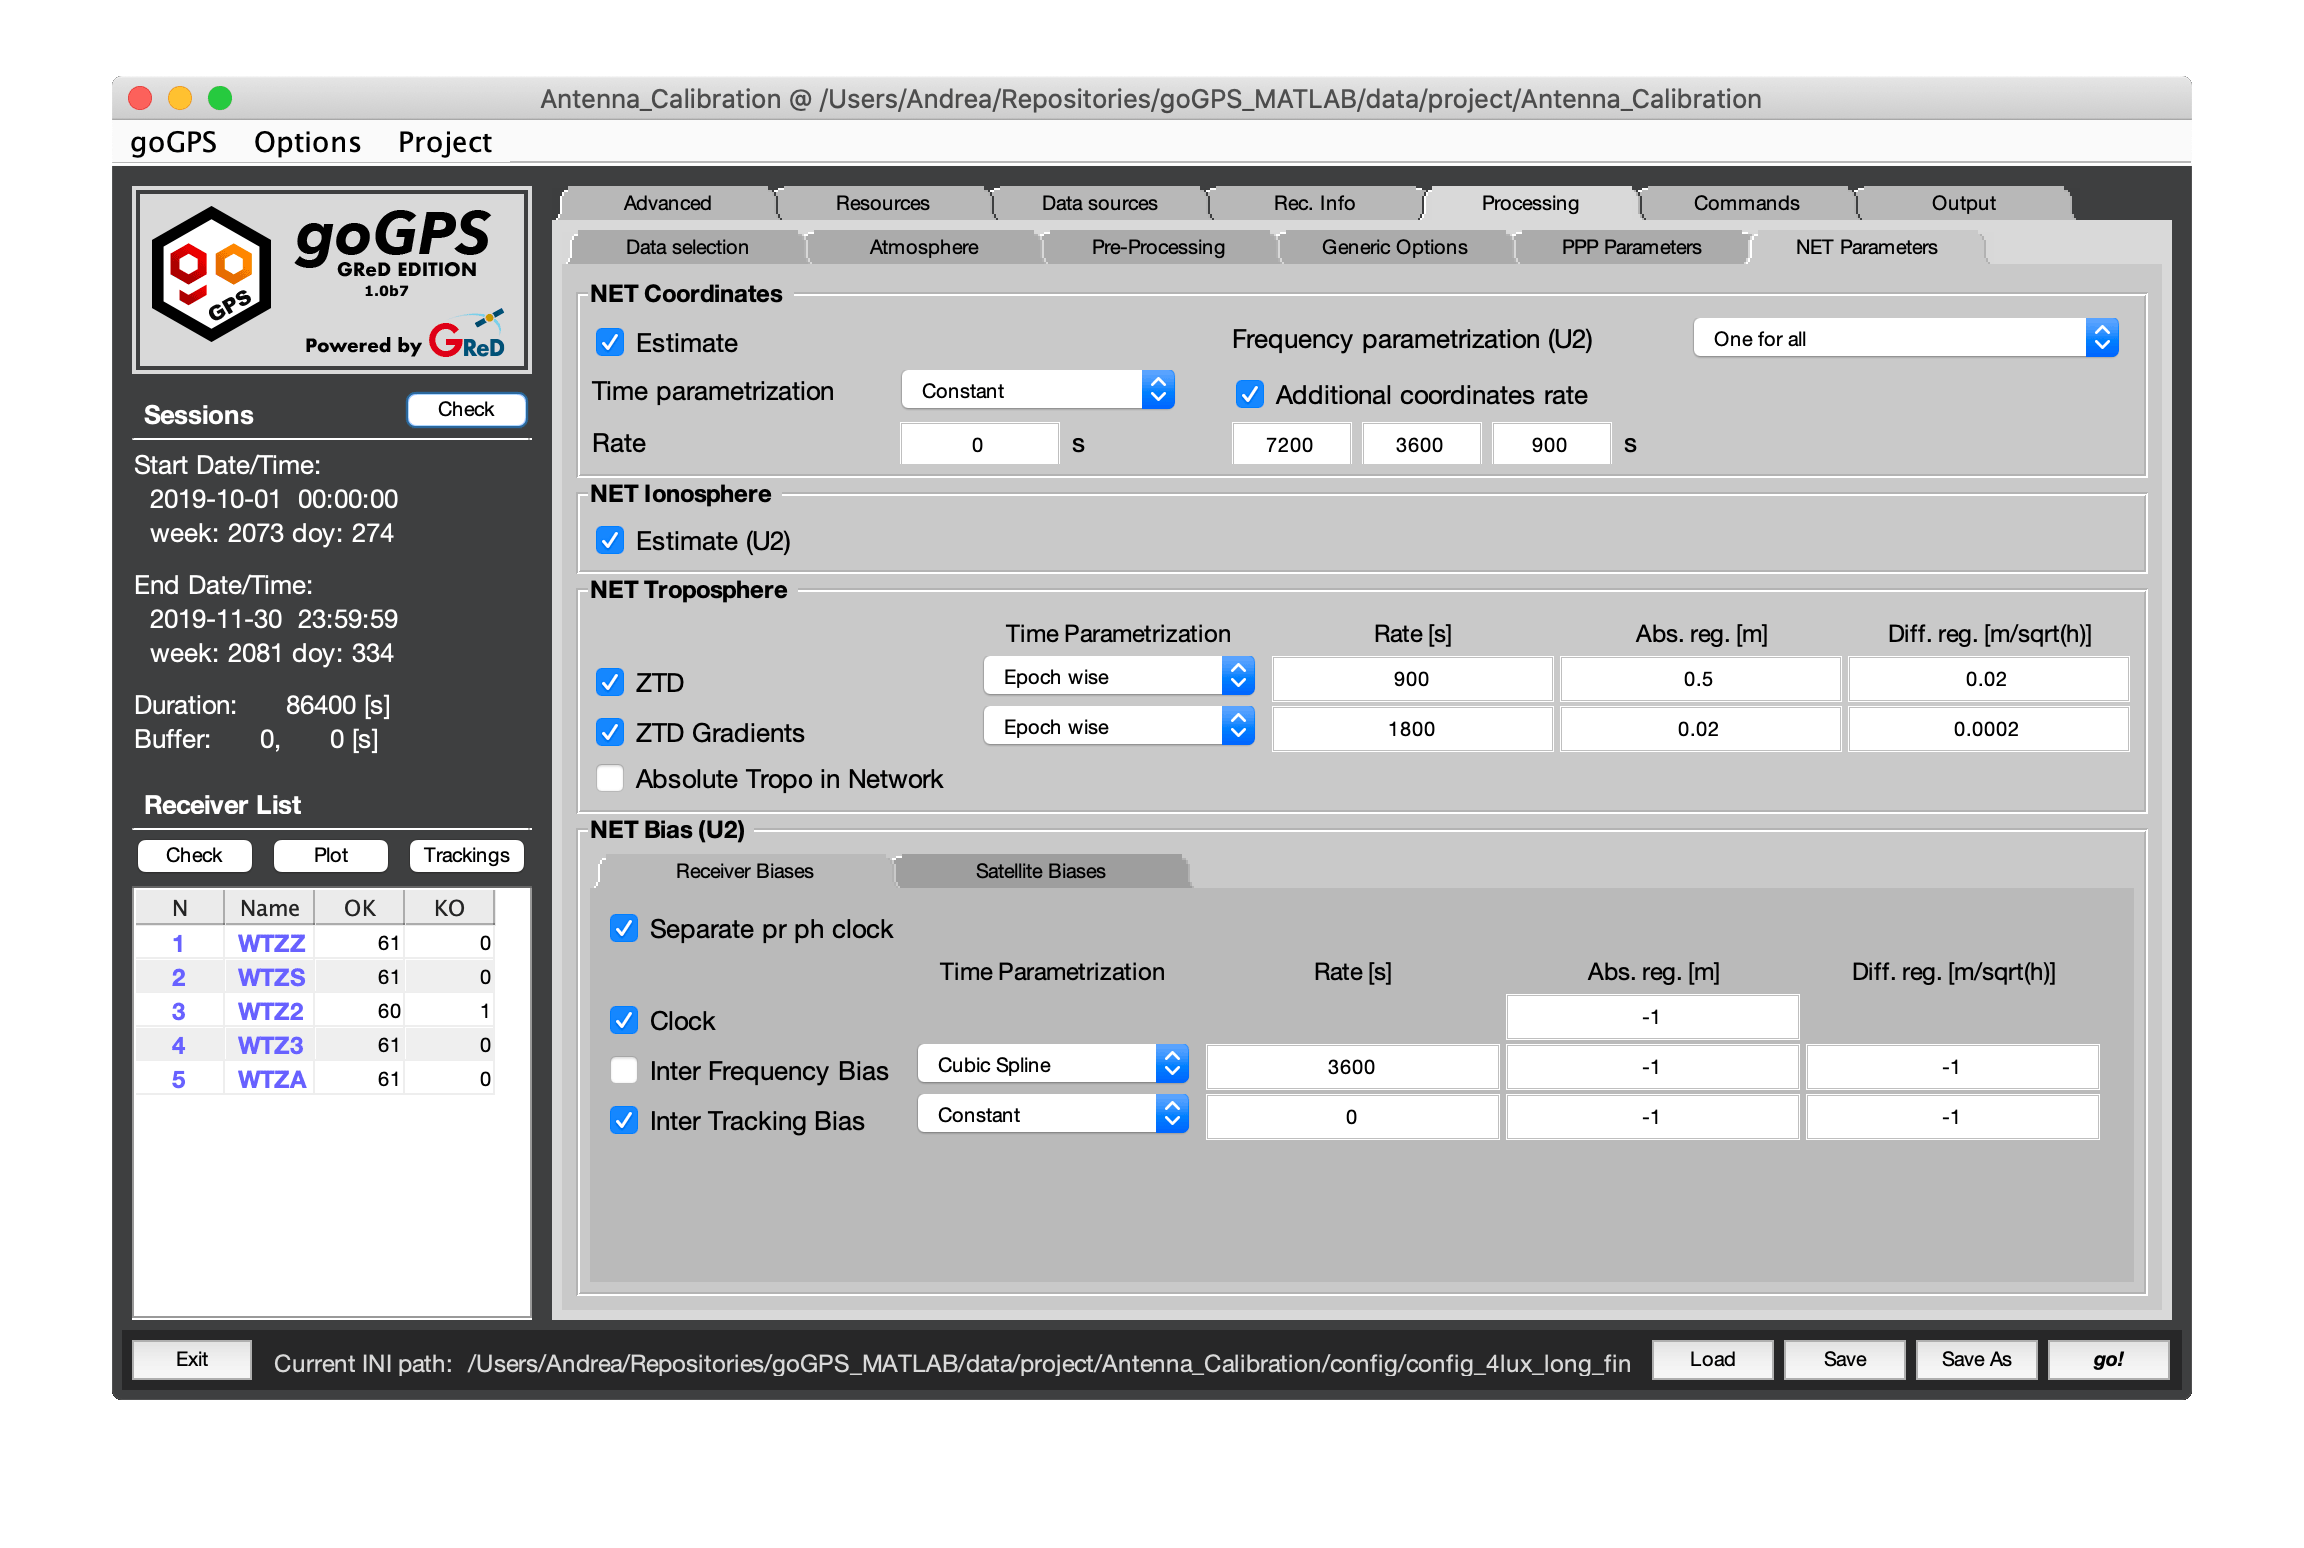 Antenna_Calibration @ /Users/Andrea/Repositories/goGPS_MATLAB/data/project/Antenna_Calibration
goGPS Options Project
go GPS
goGPS
GReD EDITION
1.0b7
Powered by GReD
Sessions Check
Start Date/Time:
2019-10-01 00:00:00
week: 2073 doy: 274
End Date/Time:
2019-11-30 23:59:59
week: 2081 doy: 334
Duration: 86400 [s]
Buffer: 0, 0 [s]
Receiver List
Check Plot Trackings
N Name OK KO
1 WTZZ 61 0
2 WTZS 61 0
3 WTZ2 60 1
4 WTZ3 61 0
5 WTZA 61 0
Advanced Resources Data sources Rec. Info Processing Commands Output
Data selection Atmosphere Pre-Processing Generic Options PPP Parameters NET Parameters
NET Coordinates
Estimate Frequency parametrization (U2) One for all
Time parametrization Constant Additional coordinates rate
Rate 0 s 7200 3600 900 s
NET Ionosphere
Estimate (U2)
NET Troposphere
Time Parametrization Rate [s] Abs. reg. [m] Diff. reg. [m/sqrt(h)]
ZTD Epoch wise 900 0.5 0.02
ZTD Gradients Epoch wise 1800 0.02 0.0002
Absolute Tropo in Network
NET Bias (U2)
Receiver Biases Satellite Biases
Separate pr ph clock
Time Parametrization Rate [s] Abs. reg. [m] Diff. reg. [m/sqrt(h)]
Clock -1
Inter Frequency Bias Cubic Spline 3600 -1 -1
Inter Tracking Bias Constant 0 -1 -1
Exit Current INI path: /Users/Andrea/Repositories/goGPS_MATLAB/data/project/Antenna_Calibration/config/config_4lux_long_fin Load Save Save As go!